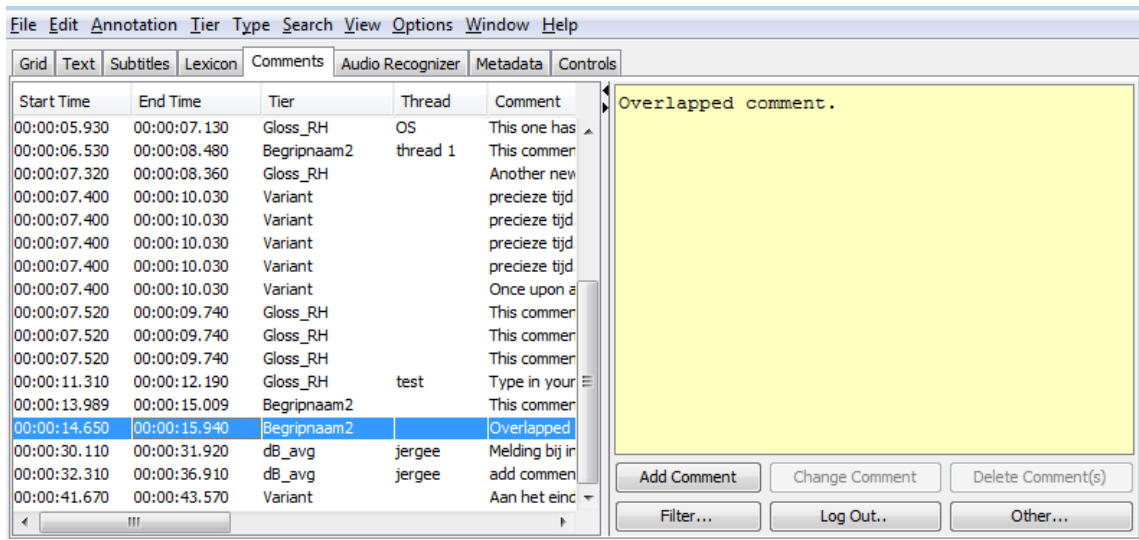 File Edit Annotation Tier Type Search View Options Window Help
Grid Text Subtitles Lexicon Comments Audio Recognizer Metadata Controls
Start Time End Time Tier Thread Comment
00:00:05.930 00:00:07.130 Gloss_RH OS This one has
00:00:06.530 00:00:08.480 Begripnaam2 thread 1 This commen
00:00:07.320 00:00:08.360 Gloss_RH Another new
00:00:07.400 00:00:10.030 Variant precieze tijd.
00:00:07.400 00:00:10.030 Variant precieze tijd.
00:00:07.400 00:00:10.030 Variant precieze tijd.
00:00:07.400 00:00:10.030 Variant precieze tijd.
00:00:07.400 00:00:10.030 Variant Once upon a
00:00:07.520 00:00:09.740 Gloss_RH This commen
00:00:07.520 00:00:09.740 Gloss_RH This commen
00:00:07.520 00:00:09.740 Gloss_RH This commen
00:00:11.310 00:00:12.190 Gloss_RH test Type in your
00:00:13.989 00:00:15.009 Begripnaam2 This commen
00:00:14.650 00:00:15.940 Begripnaam2 Overlapped
00:00:30.110 00:00:31.920 dB_avg jergee Melding bij in
00:00:32.310 00:00:36.910 dB_avg jergee add commen
00:00:41.670 00:00:43.570 Variant Aan het eind
Overlapped comment.
Add Comment Change Comment Delete Comment(s)
Filter... Log Out.. Other...